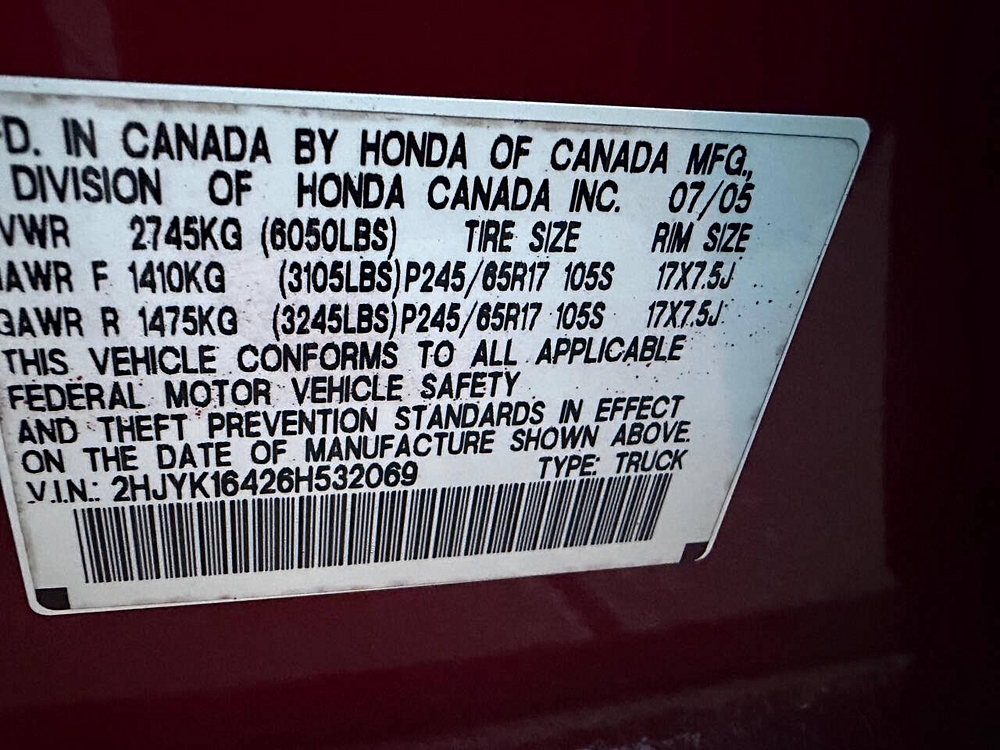 D. IN CANADA BY HONDA OF CANADA MFG.,
DIVISION OF HONDA CANADA INC. 07/05
VWR 2745KG (6050LBS) TIRE SIZE RIM SIZE
AWR F 1410KG (3105LBS) P245/65R17 105S 17X7.5J
GAWR R 1475KG (3245LBS) P245/65R17 105S 17X7.5J
THIS VEHICLE CONFORMS TO ALL APPLICABLE
FEDERAL MOTOR VEHICLE SAFETY
AND THEFT PREVENTION STANDARDS IN EFFECT
ON THE DATE OF MANUFACTURE SHOWN ABOVE.
V.I.N.: 2HJYK16426H532069 TYPE: TRUCK